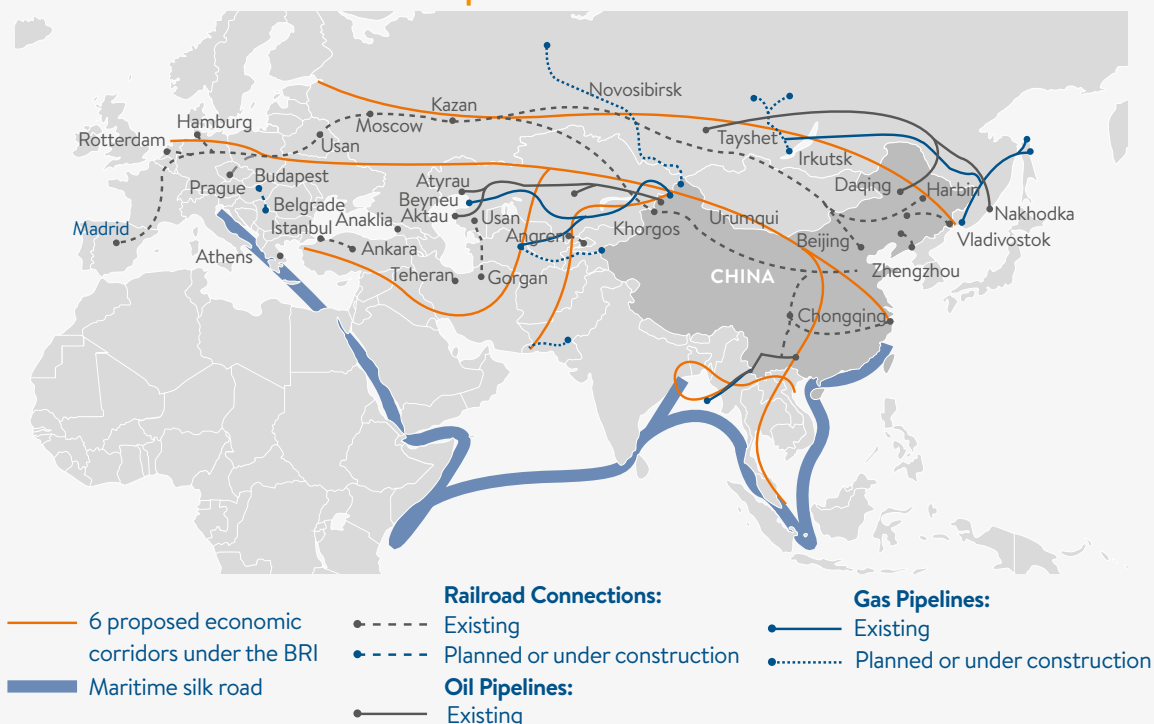 Novosibirsk
Kazan
Hamburg
Moscow
Tayshet
Rotterdam
Usan
Irkutsk
Prague
Budapest
Atyrau
Daqing
Harbin
Beyneu
Belgrade
Anaklia
Aktau
Usan
Urumqui
Nakhodka
Madrid
Istanbul
Angren
Khorgos
Beijing
Vladivostok
Athens
Ankara
Teheran
Gorgan
CHINA
Zhengzhou
Chongqing
6 proposed economic
corridors under the BRI
Maritime silk road
Railroad Connections:
Existing
Planned or under construction
Oil Pipelines:
Existing
Gas Pipelines:
Existing
Planned or under construction